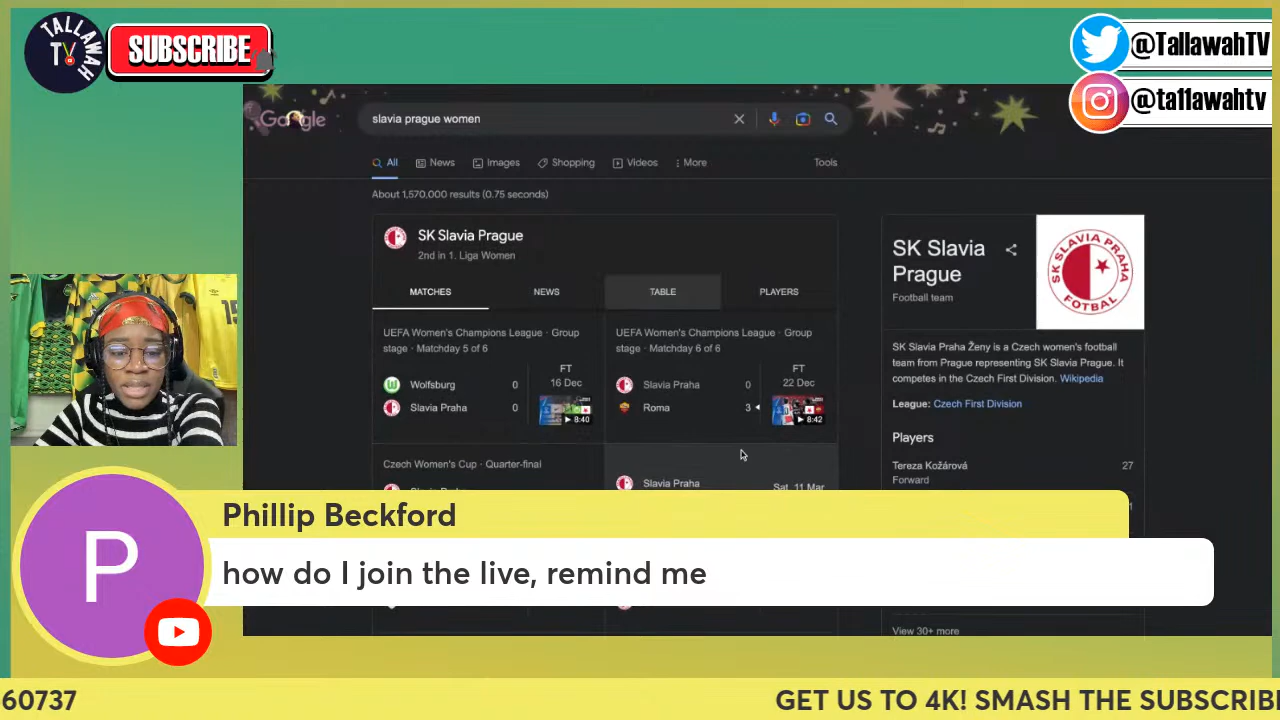 TALLAWAH
TV
SUBSCRIBE
@TallawahTV
@ta11awahtv
Google
slavia prague women
All
News
Images
Shopping
Videos
More
Tools
About 1,570,000 results (0.75 seconds)
SK Slavia Prague
2nd in 1. Liga Women
MATCHES
NEWS
TABLE
PLAYERS
UEFA Women's Champions League · Group
stage · Matchday 5 of 6
FT
16 Dec
Wolfsburg 0
Slavia Praha 0
8:40
UEFA Women's Champions League · Group
stage · Matchday 6 of 6
FT
22 Dec
Slavia Praha 0
Roma 3
8:42
Czech Women's Cup · Quarter-final
Slavia Praha
Sat, 11 Mar
SK Slavia
Prague
Football team
SK SLAVIA PRAHA
FOTBAL
SK Slavia Praha Ženy is a Czech women's football
team from Prague representing SK Slavia Prague. It
competes in the Czech First Division. Wikipedia
League: Czech First Division
Players
Tereza Kožárová 27
Forward
View 30+ more
15
P
Phillip Beckford
how do I join the live, remind me
60737
GET US TO 4K! SMASH THE SUBSCRIBE